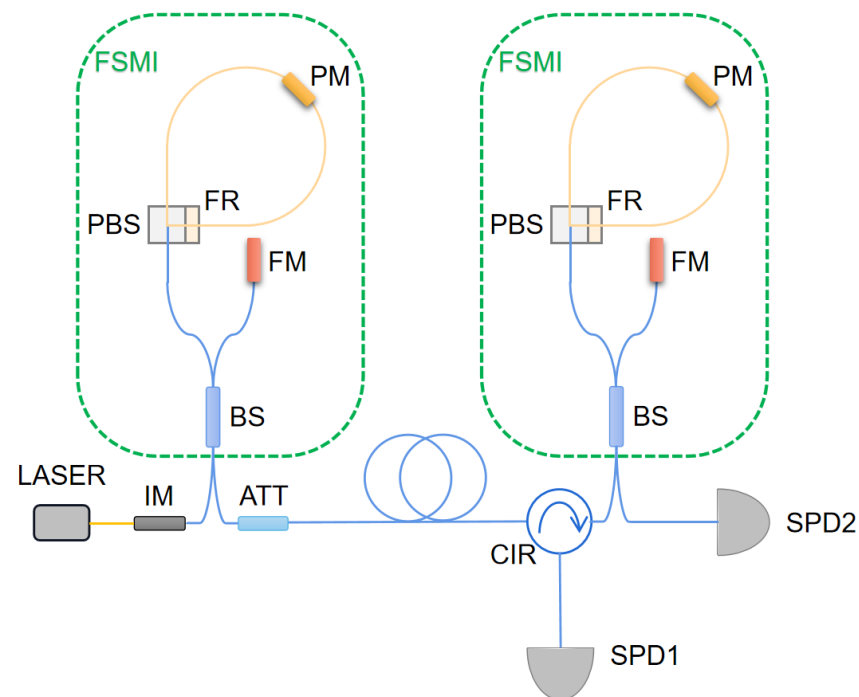 FSMI
PM
FR
PBS
FM
BS
LASER
IM
ATT
FSMI
PM
FR
PBS
FM
BS
CIR
SPD2
SPD1